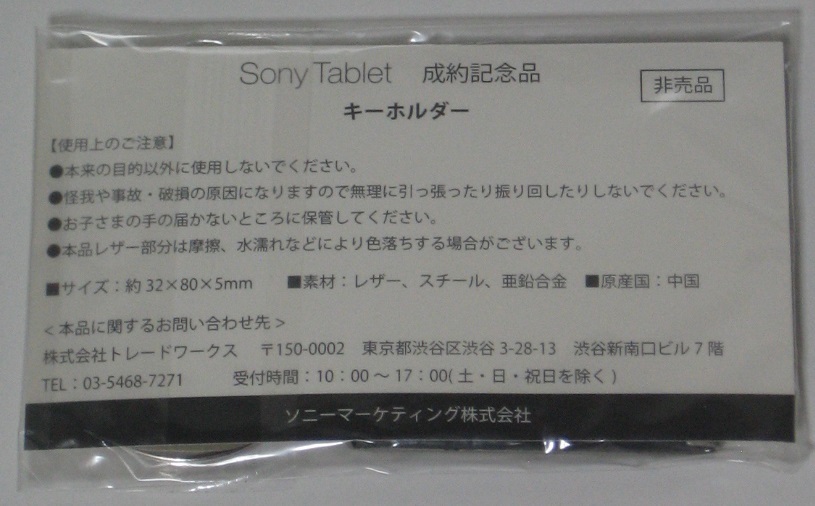 Sony Tablet 成約記念品 非売品
キーホルダー
【使用上のご注意】
●本来の目的以外に使用しないでください。
●怪我や事故・破損の原因になりますので無理に引っ張ったり振り回したりしないでください。
●お子さまの手の届かないところに保管してください。
●本品レザー部分は摩擦、水濡れなどにより色落ちする場合がございます。
■サイズ：約 32×80×5mm ■素材：レザー、スチール、亜鉛合金 ■原産国：中国
＜本品に関するお問い合わせ先＞
株式会社トレードワークス 〒150-0002 東京都渋谷区渋谷 3-28-13 渋谷新南口ビル 7 階
TEL：03-5468-7271 受付時間：10：00 ～ 17：00( 土・日・祝日を除く )
ソニーマーケティング株式会社